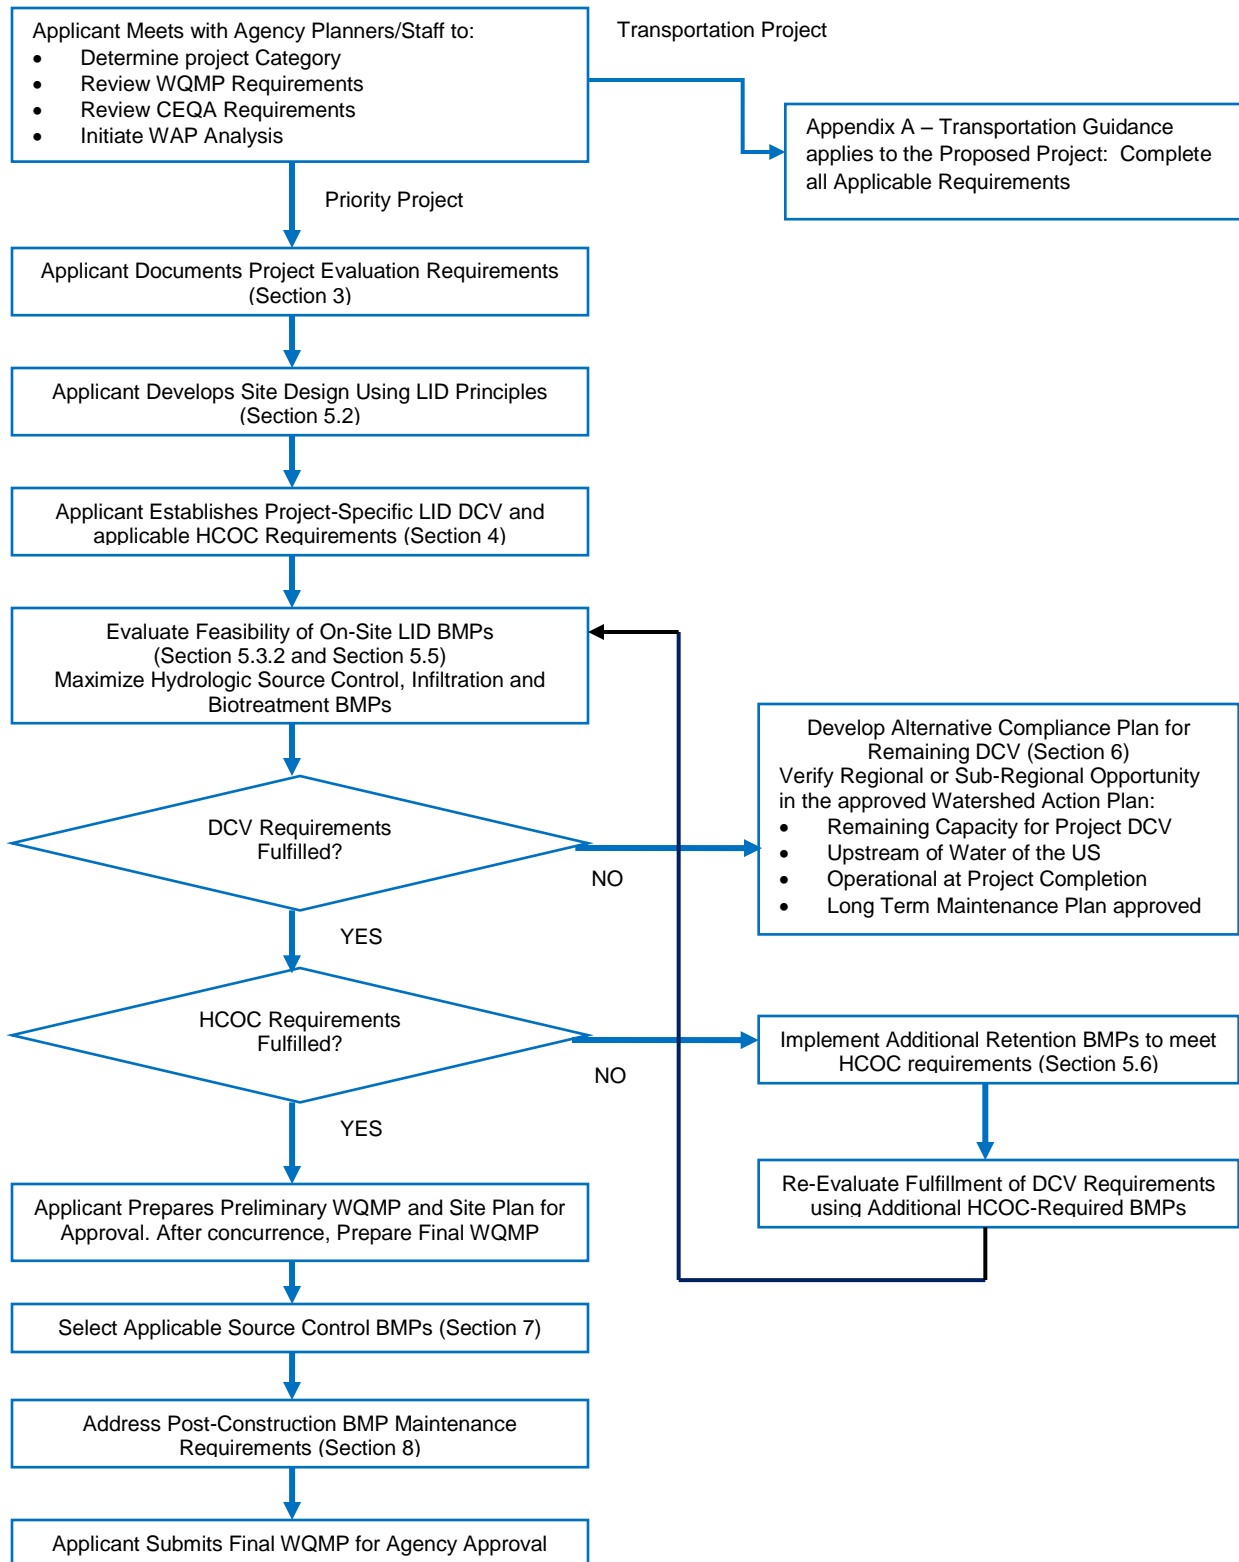 Applicant Meets with Agency Planners/Staff to:
• Determine project Category
• Review WQMP Requirements
• Review CEQA Requirements
• Initiate WAP Analysis
Transportation Project
Appendix A – Transportation Guidance
applies to the Proposed Project: Complete
all Applicable Requirements
Priority Project
Applicant Documents Project Evaluation Requirements
(Section 3)
Applicant Develops Site Design Using LID Principles
(Section 5.2)
Applicant Establishes Project-Specific LID DCV and
applicable HCOC Requirements (Section 4)
Evaluate Feasibility of On-Site LID BMPs
(Section 5.3.2 and Section 5.5)
Maximize Hydrologic Source Control, Infiltration and
Biotreatment BMPs
DCV Requirements
Fulfilled?
NO
YES
Develop Alternative Compliance Plan for
Remaining DCV (Section 6)
Verify Regional or Sub-Regional Opportunity
in the approved Watershed Action Plan:
• Remaining Capacity for Project DCV
• Upstream of Water of the US
• Operational at Project Completion
• Long Term Maintenance Plan approved
HCOC Requirements
Fulfilled?
NO
YES
Implement Additional Retention BMPs to meet
HCOC requirements (Section 5.6)
Re-Evaluate Fulfillment of DCV Requirements
using Additional HCOC-Required BMPs
Applicant Prepares Preliminary WQMP and Site Plan for
Approval. After concurrence, Prepare Final WQMP
Select Applicable Source Control BMPs (Section 7)
Address Post-Construction BMP Maintenance
Requirements (Section 8)
Applicant Submits Final WQMP for Agency Approval